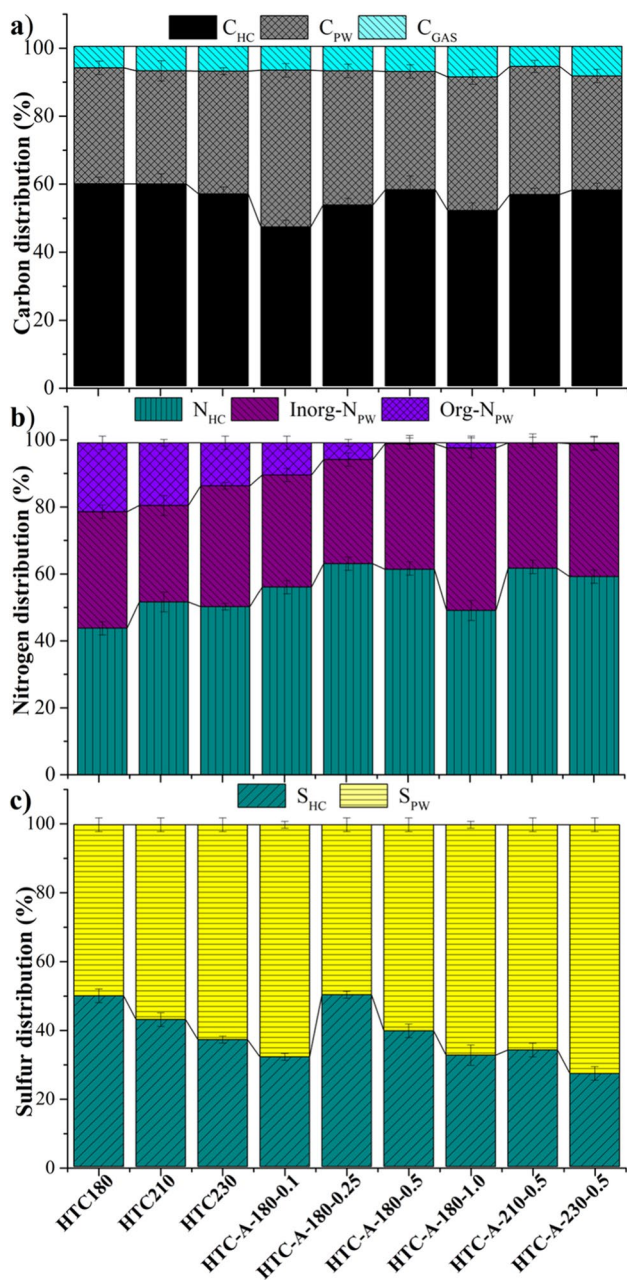 a)
C_HC C_PW C_GAS
Carbon distribution (%)
100
80
60
40
20
0
b)
N_HC Inorg-N_PW Org-N_PW
Nitrogen distribution (%)
100
80
60
40
20
0
c)
S_HC S_PW
Sulfur distribution (%)
100
80
60
40
20
0
HTC180
HTC210
HTC230
HTC-A-180-0.1
HTC-A-180-0.25
HTC-A-180-0.5
HTC-A-180-1.0
HTC-A-210-0.5
HTC-A-230-0.5